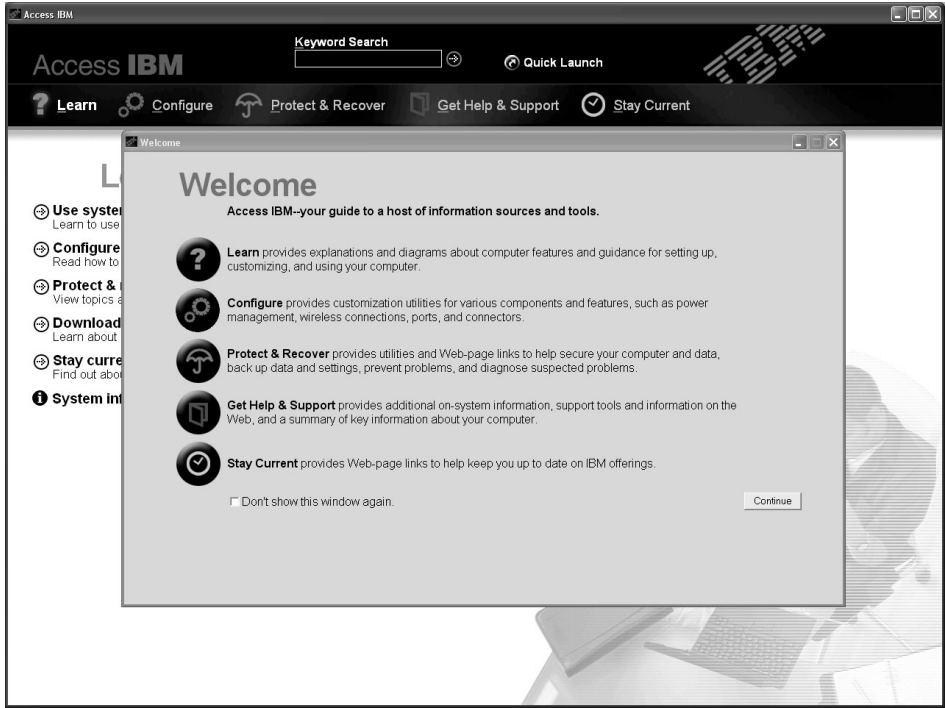 Access IBM
Keyword Search
Access IBM
Quick Launch
IBM
? Learn
Configure
Protect & Recover
Get Help & Support
Stay Current
Welcome
Welcome
Access IBM--your guide to a host of information sources and tools.
? Learn provides explanations and diagrams about computer features and guidance for setting up,
customizing, and using your computer.
Configure provides customization utilities for various components and features, such as power
management, wireless connections, ports, and connectors.
Protect & Recover provides utilities and Web-page links to help secure your computer and data,
back up data and settings, prevent problems, and diagnose suspected problems.
Get Help & Support provides additional on-system information, support tools and information on the
Web, and a summary of key information about your computer.
Stay Current provides Web-page links to help keep you up to date on IBM offerings.
Don't show this window again.
Continue
Use
Learn to use
Configure
Read how to
Protect &
View topics
Download
Learn about
Stay
Find out
System